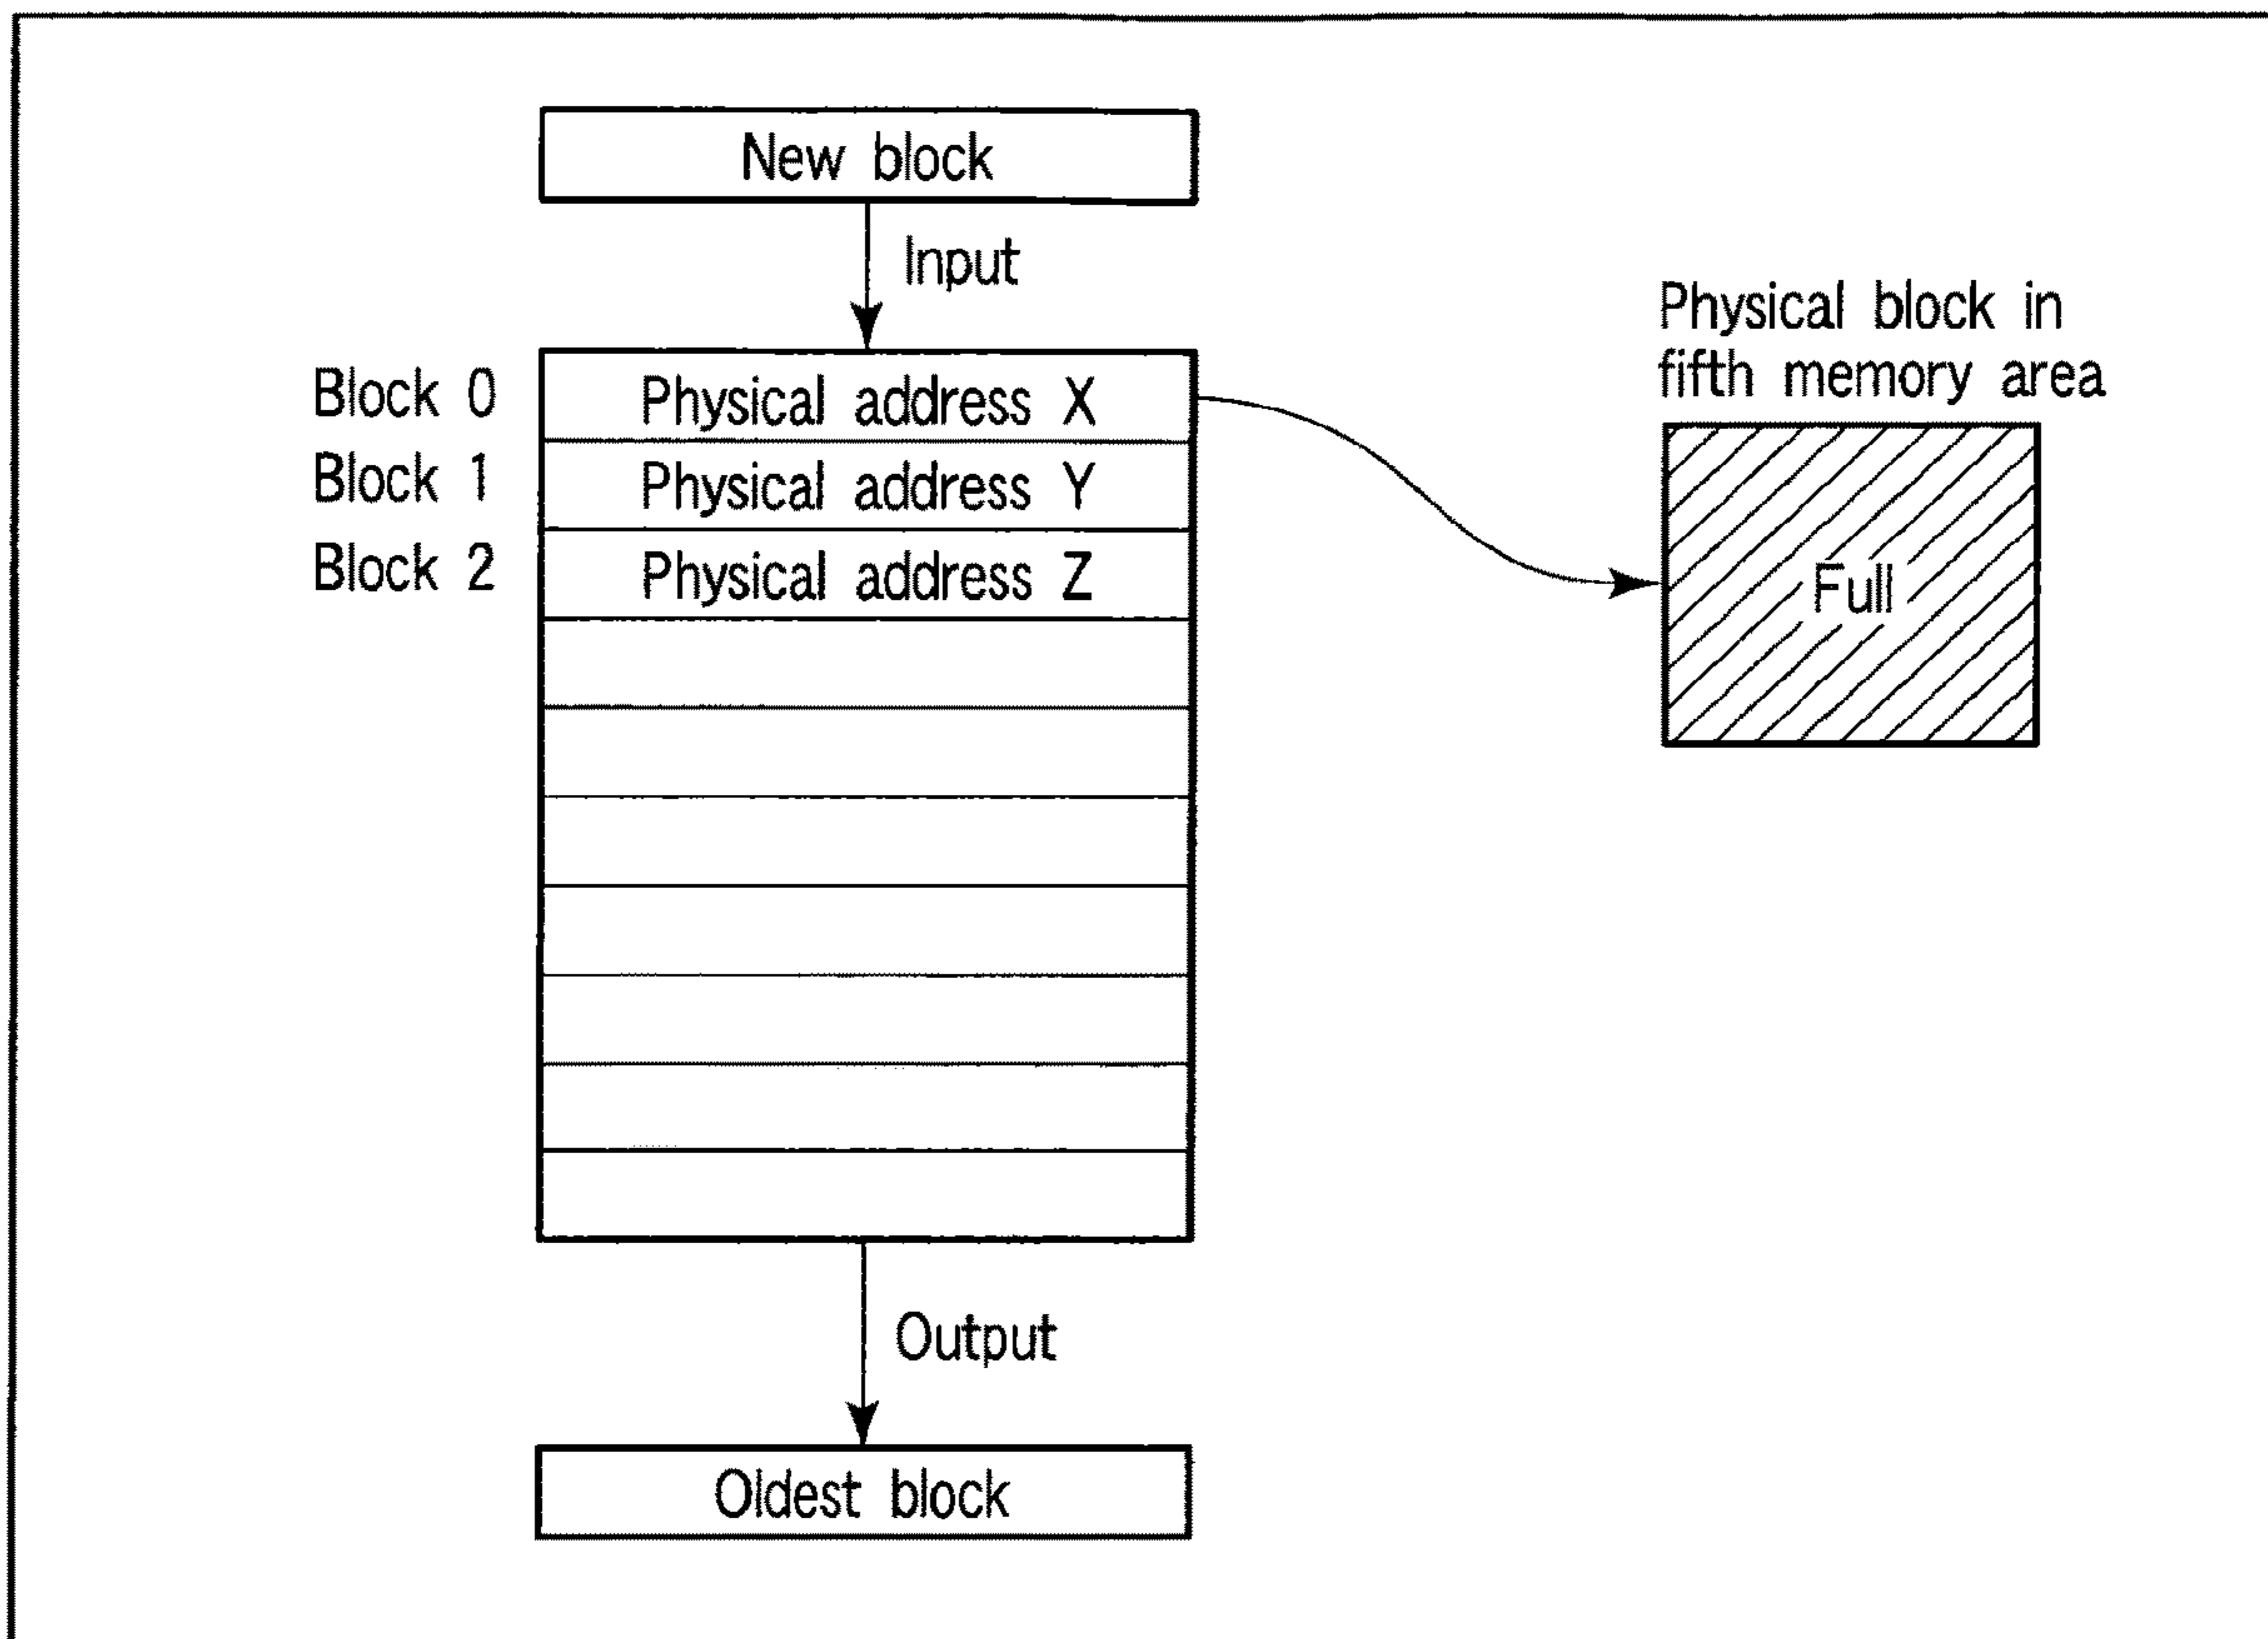 New block
Input
Physical block in
fifth memory area
Block 0 Physical address X
Block 1 Physical address Y
Block 2 Physical address Z
Full
Output
Oldest block